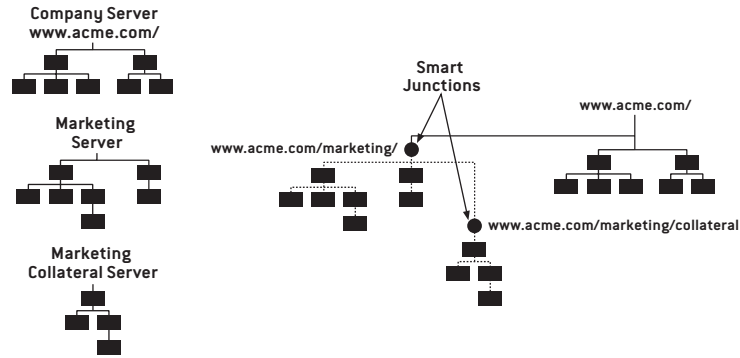 Company Server
www.acme.com/
Marketing
Server
Marketing
Collateral Server
Smart
Junctions
www.acme.com/
www.acme.com/marketing/
www.acme.com/marketing/collateral